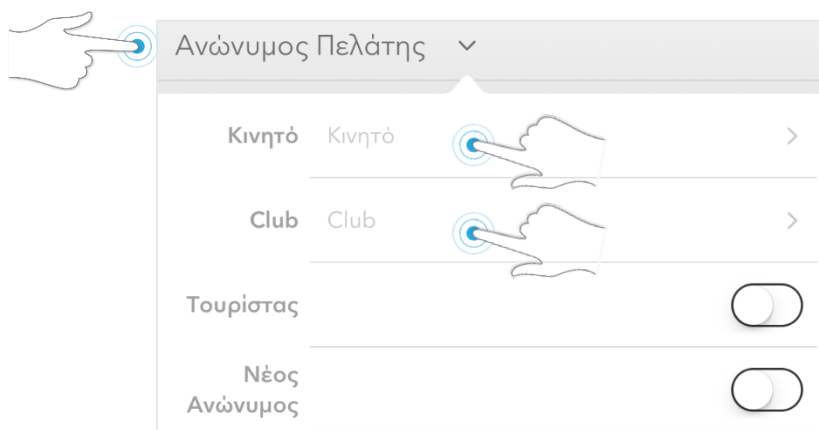 Ανώνυμος Πελάτης
Κινητό Κινητό
Club Club
Τουρίστας
Νέος
Ανώνυμος